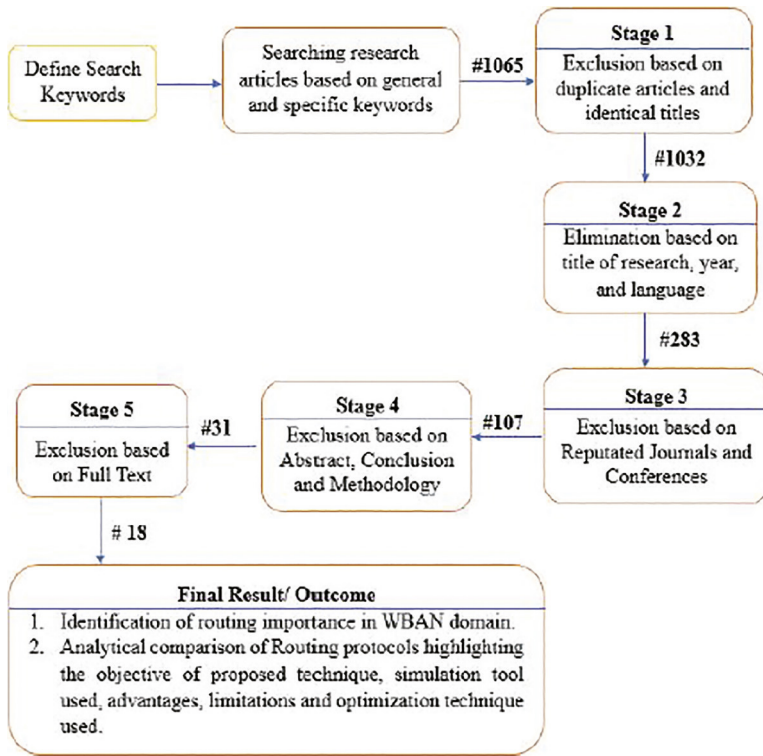 Define Search
Keywords
Searching research
articles based on general
and specific keywords
#1065
Stage 1
Exclusion based on
duplicate articles and
identical titles
#1032
Stage 2
Elimination based on
title of research, year,
and language
#283
Stage 3
Exclusion based on
Reputated Journals and
Conferences
#107
Stage 4
Exclusion based on
Abstract, Conclusion
and Methodology
#31
Stage 5
Exclusion based
on Full Text
# 18
Final Result/ Outcome
1. Identification of routing importance in WBAN domain.
2. Analytical comparison of Routing protocols highlighting
the objective of proposed technique, simulation tool
used, advantages, limitations and optimization technique
used.